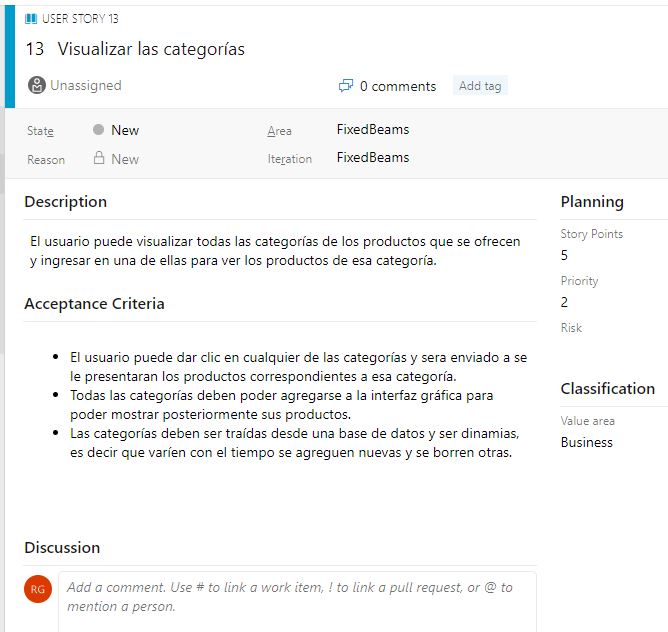 USER STORY 13
13 Visualizar las categorías
Unassigned
0 comments
Add tag
State
New
Area
FixedBeams
Reason
New
Iteration
FixedBeams
Description
El usuario puede visualizar todas las categorías de los productos que se ofrecen
y ingresar en una de ellas para ver los productos de esa categoría.
Acceptance Criteria
• El usuario puede dar clic en cualquier de las categorías y sera enviado a se
le presentaran los productos correspondientes a esa categoría.
• Todas las categorías deben poder agregarse a la interfaz gráfica para
poder mostrar posteriormente sus productos.
• Las categorías deben ser traídas desde una base de datos y ser dinamias,
es decir que varíen con el tiempo se agreguen nuevas y se borren otras.
Planning
Story Points
5
Priority
2
Risk
Classification
Value area
Business
Discussion
RG
Add a comment. Use # to link a work item, ! to link a pull request, or @ to
mention a person.